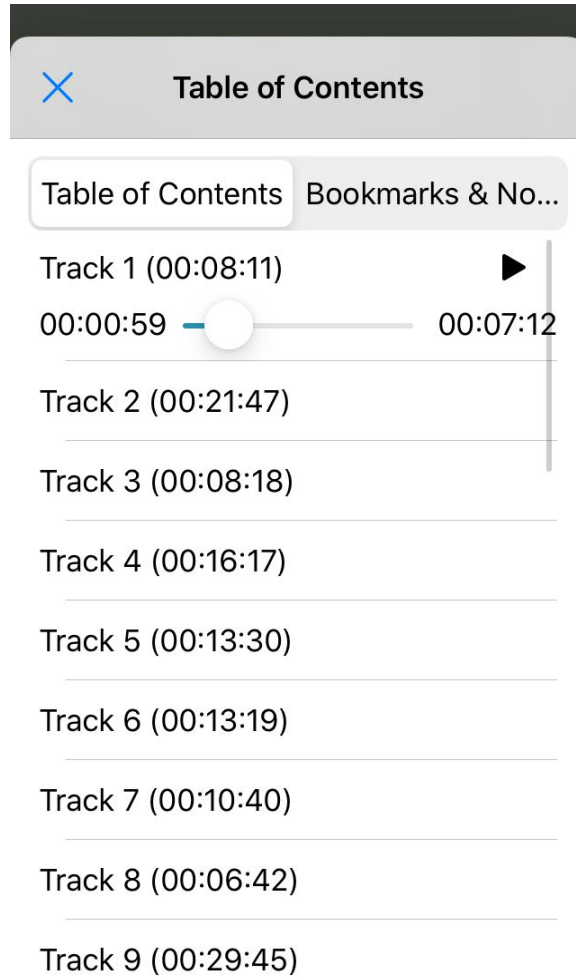 Table of Contents
Table of Contents Bookmarks & No...
Track 1 (00:08:11)
00:00:59 00:07:12
Track 2 (00:21:47)
Track 3 (00:08:18)
Track 4 (00:16:17)
Track 5 (00:13:30)
Track 6 (00:13:19)
Track 7 (00:10:40)
Track 8 (00:06:42)
Track 9 (00:29:45)